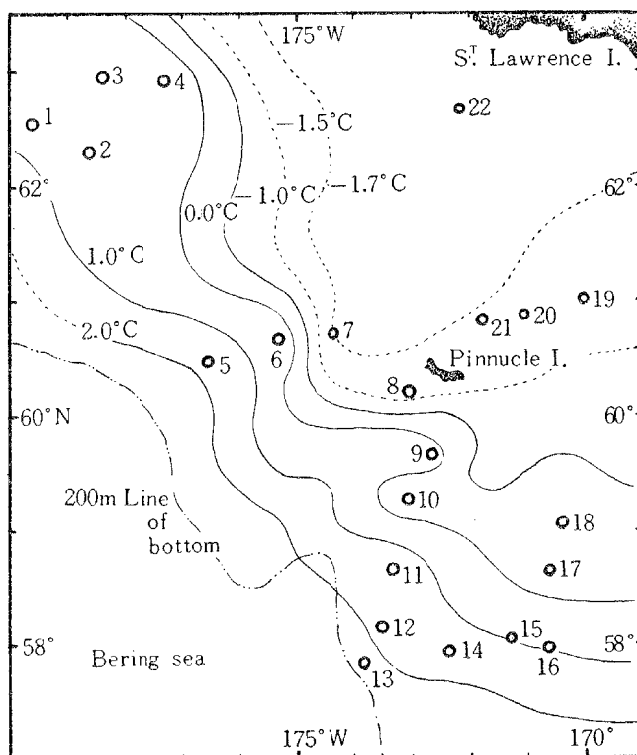 175°W
Sᵀ. Lawrence I.
3
4
22
1
−1.5°C
2
−1.0°C
−1.7°C
62°
62°
0.0°C
1.0°C
19
20
21
2.0°C
7
6
5
Pinnucle I.
8
60°N
60°
9
10
200m Line
of
bottom
18
17
11
12
15
14
16
58°
58°
Bering sea
13
175°W
170°